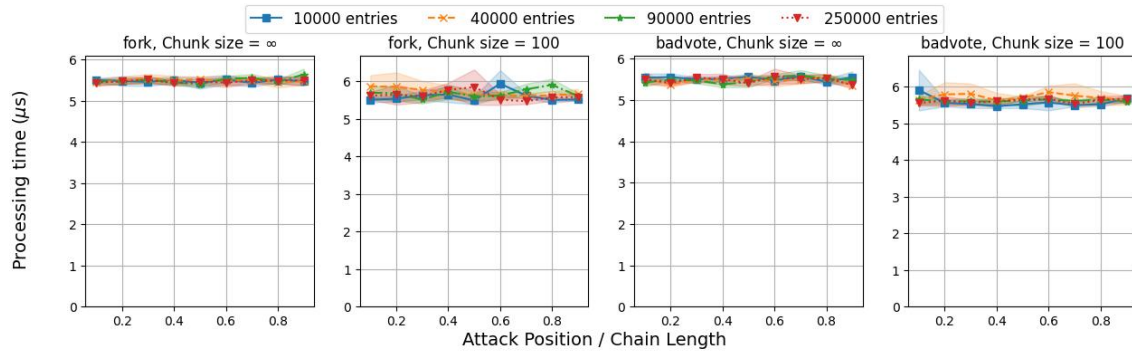 10000 entries 40000 entries 90000 entries 250000 entries
fork, Chunk size = ∞ fork, Chunk size = 100 badvote, Chunk size = ∞ badvote, Chunk size = 100
Processing time (μs)
6 6 6 6
5 5 5 5
4 4 4 4
3 3 3 3
2 2 2 2
1 1 1 1
0 0 0 0
0.2 0.4 0.6 0.8 0.2 0.4 0.6 0.8 0.2 0.4 0.6 0.8 0.2 0.4 0.6 0.8
Attack Position / Chain Length